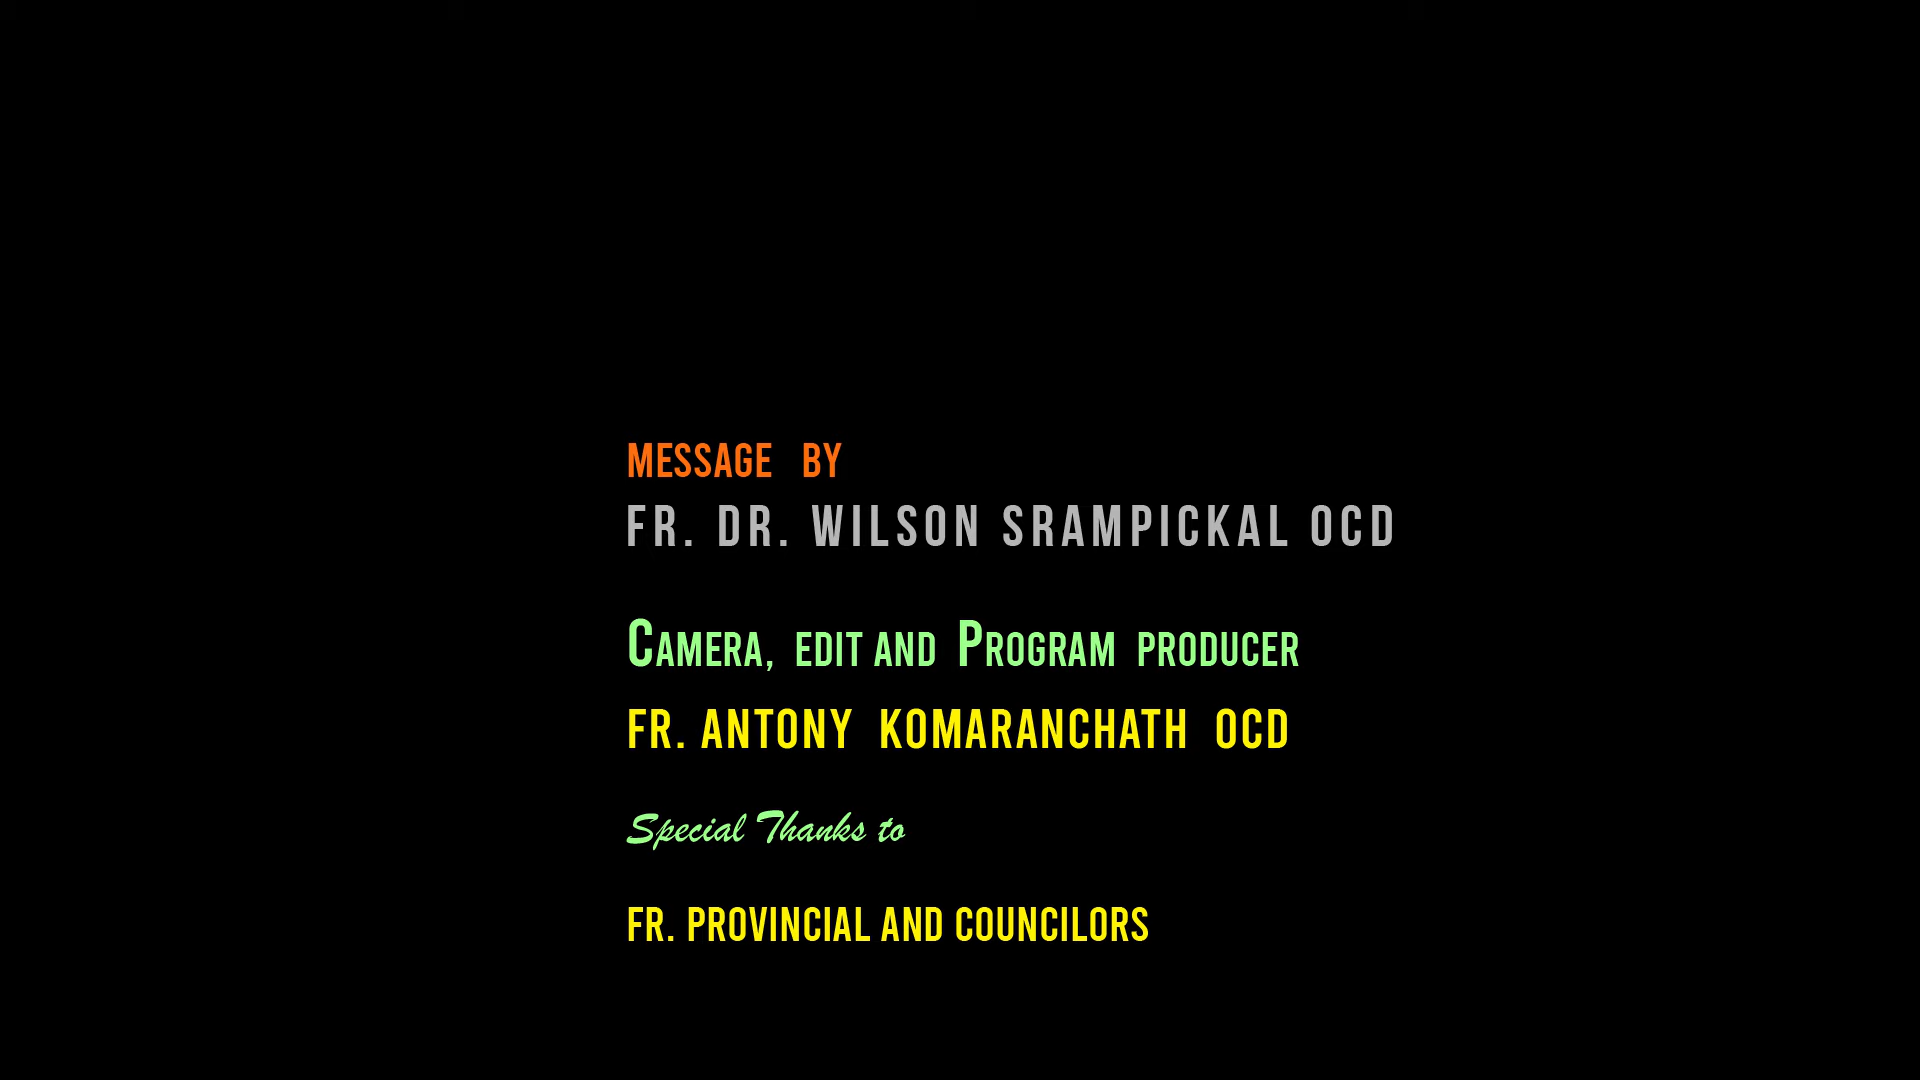 MESSAGE BY
FR. DR. WILSON SRAMPICKAL OCD
CAMERA, EDIT AND PROGRAM PRODUCER
FR. ANTONY KOMARANCHATH OCD
Special Thanks to
FR. PROVINCIAL AND COUNCILORS